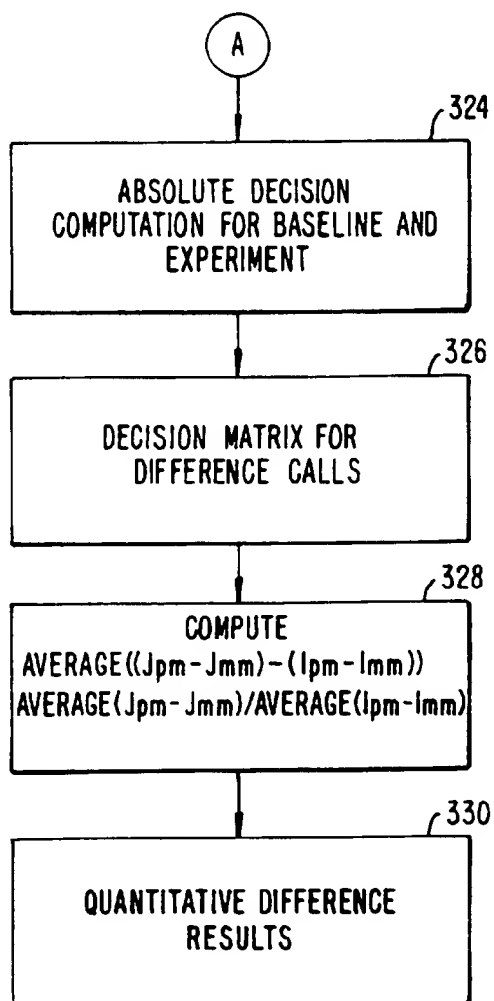 A
324
ABSOLUTE DECISION
COMPUTATION FOR BASELINE AND
EXPERIMENT
326
DECISION MATRIX FOR
DIFFERENCE CALLS
328
COMPUTE
AVERAGE((Jpm-Jmm)-(Ipm-Imm))
AVERAGE(Jpm-Jmm)/AVERAGE(Ipm-Imm)
330
QUANTITATIVE DIFFERENCE
RESULTS